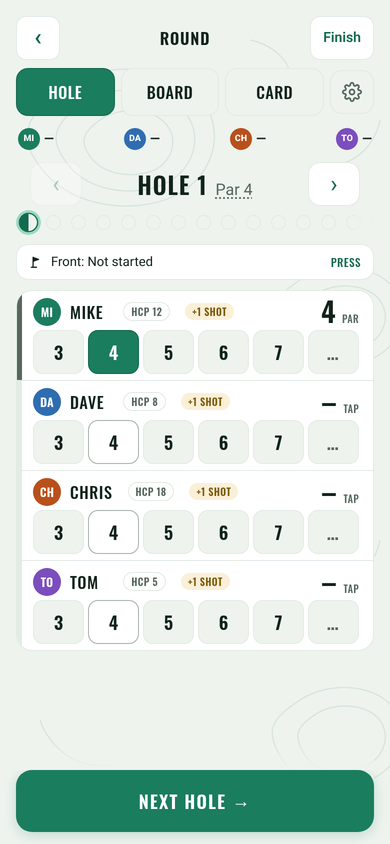 ‹ ROUND Finish
HOLE BOARD CARD
MI – DA – CH – TO –
‹ HOLE 1 Par 4 ›
Front: Not started PRESS
MI MIKE HCP 12 +1 SHOT 4 PAR
3 4 5 6 7 ...
DA DAVE HCP 8 +1 SHOT – TAP
3 4 5 6 7 ...
CH CHRIS HCP 18 +1 SHOT – TAP
3 4 5 6 7 ...
TO TOM HCP 5 +1 SHOT – TAP
3 4 5 6 7 ...
NEXT HOLE →